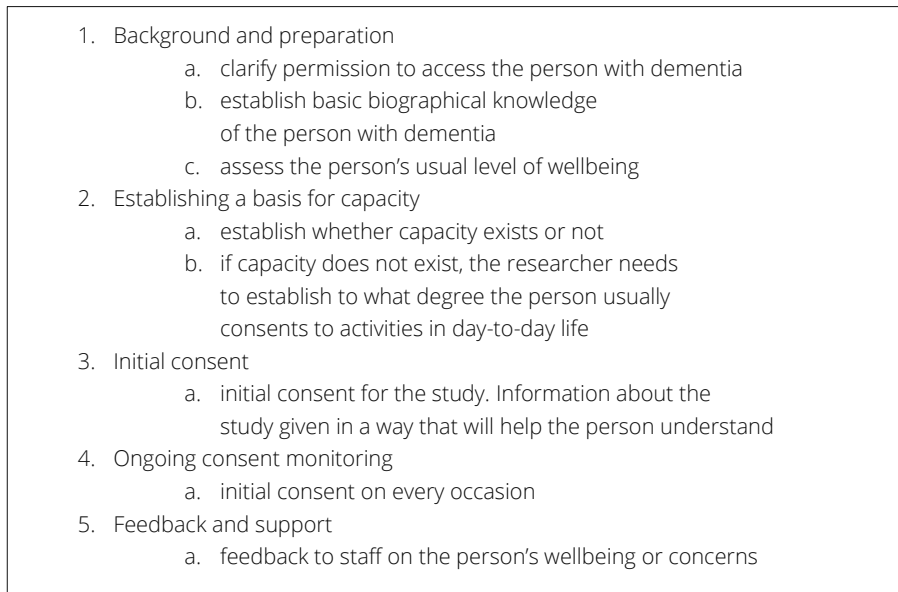 1. Background and preparation
a. clarify permission to access the person with dementia
b. establish basic biographical knowledge
of the person with dementia
c. assess the person’s usual level of wellbeing
2. Establishing a basis for capacity
a. establish whether capacity exists or not
b. if capacity does not exist, the researcher needs
to establish to what degree the person usually
consents to activities in day-to-day life
3. Initial consent
a. initial consent for the study. Information about the
study given in a way that will help the person understand
4. Ongoing consent monitoring
a. initial consent on every occasion
5. Feedback and support
a. feedback to staff on the person’s wellbeing or concerns